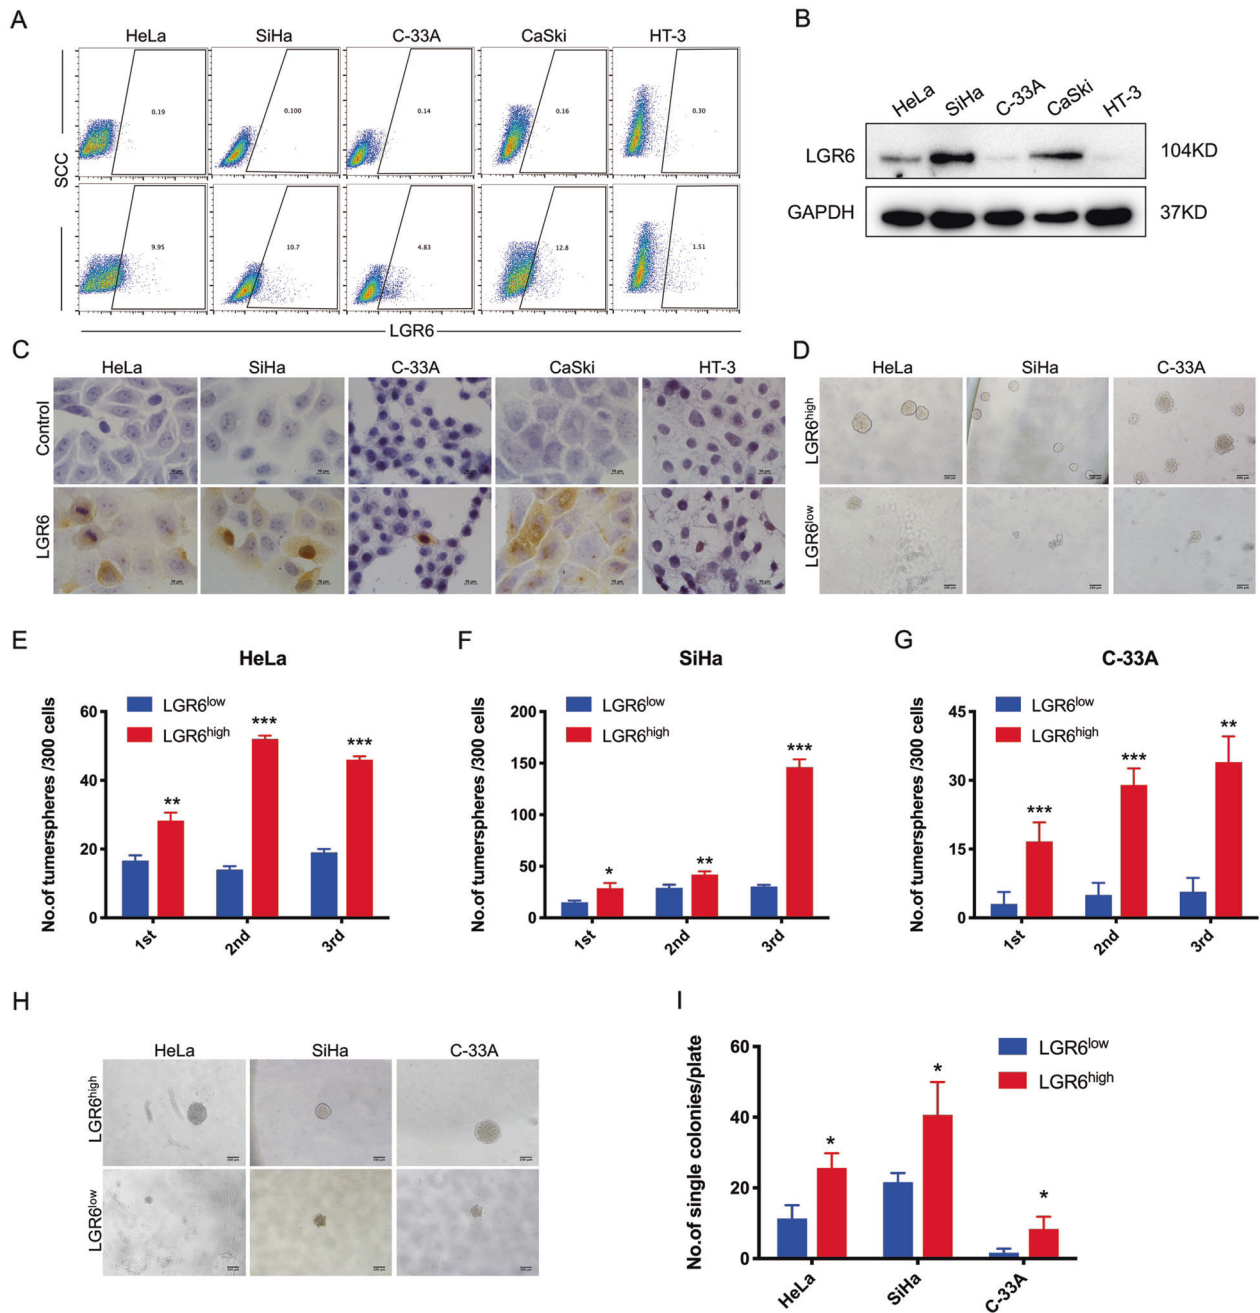 A
HeLa SiHa C-33A CaSki HT-3
SCC
0.19 0.100 0.14 0.16 0.30
9.95 10.7 4.83 12.8 1.51
LGR6
B
HeLa SiHa C-33A CaSki HT-3
LGR6 104KD
GAPDH 37KD
C
HeLa SiHa C-33A CaSki HT-3
Control
LGR6
D
HeLa SiHa C-33A
LGR6high
LGR6low
E
HeLa
LGR6low
LGR6high
No.of tumerspheres /300 cells
60
40
20
0
** *** ***
1st 2nd 3rd
F
SiHa
LGR6low
LGR6high
No.of tumerspheres /300 cells
200
150
100
50
0
* ** ***
1st 2nd 3rd
G
C-33A
LGR6low
LGR6high
No.of tumerspheres /300 cells
45
30
15
0
*** *** **
1st 2nd 3rd
H
HeLa SiHa C-33A
LGR6high
LGR6low
I
LGR6low
LGR6high
No.of single colonies/plate
60
40
20
0
* * *
HeLa SiHa C-33A